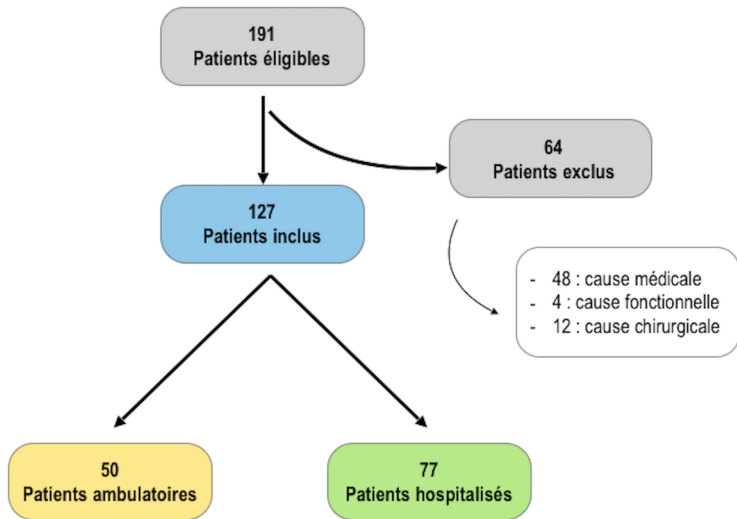 191
Patients éligibles
64
Patients exclus
127
Patients inclus
- 48 : cause médicale
- 4 : cause fonctionnelle
- 12 : cause chirurgicale
50
Patients ambulatoires
77
Patients hospitalisés